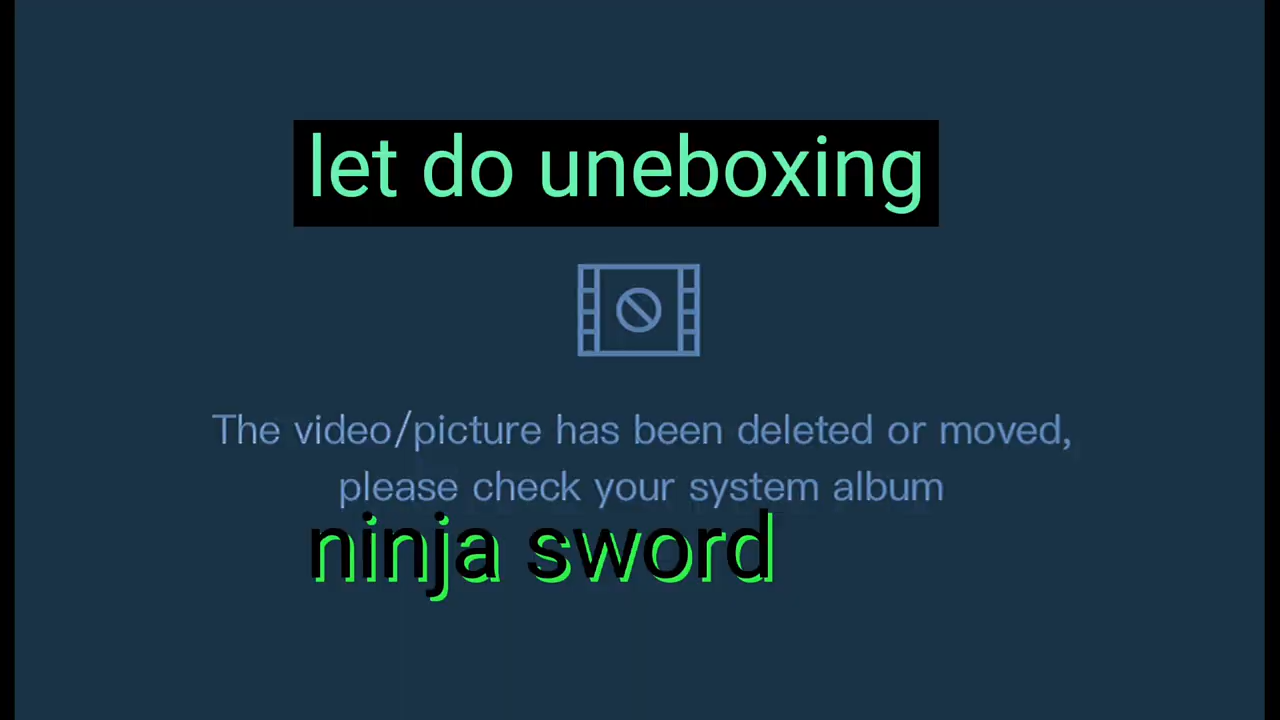 let do uneboxing
The video/picture has been deleted or moved,
please check your system album
ninja sword